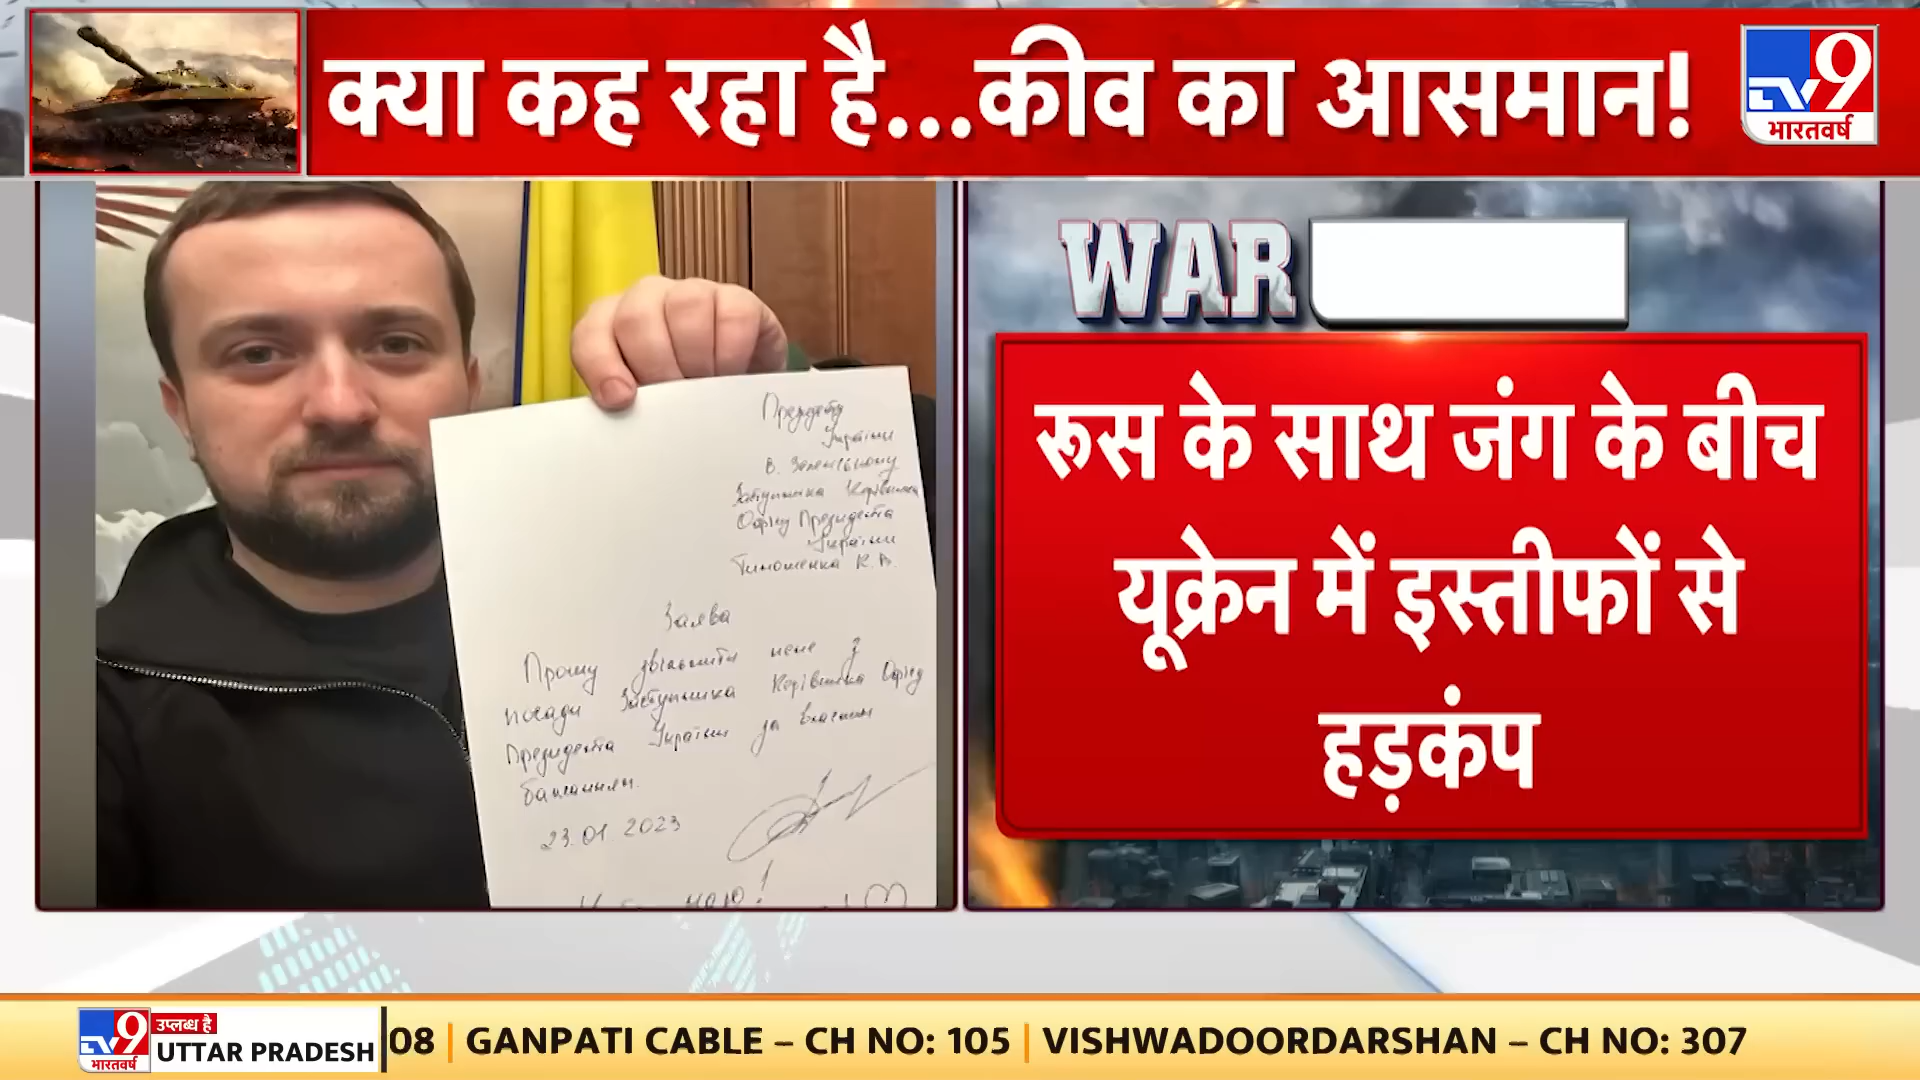 क्या कह रहा है...कीव का आसमान!
TV9
भारतवर्ष
WAR
रूस के साथ जंग के बीच
यूक्रेन में इस्तीफों से
हड़कंप
Президенту
України
В. Зеленському
Заступника Керівника
Офісу Президента
України
Тимошенка К. В.
Заява
Прошу звільнити мене з
посади Заступника Керівника Офісу
Президента України за власним
бажанням.
23.01.2023
TV9
भारतवर्ष
उप्लब्ध है
UTTAR PRADESH
08 | GANPATI CABLE – CH NO: 105 | VISHWADOORDARSHAN – CH NO: 307